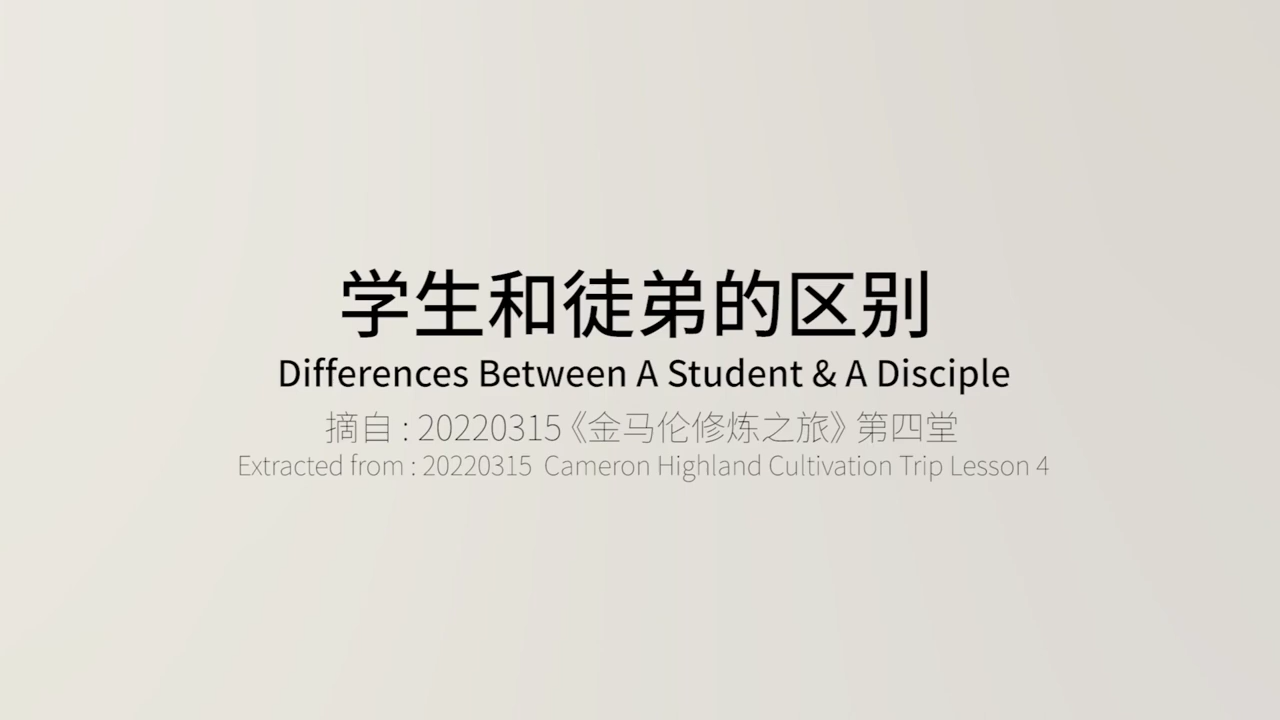 学生和徒弟的区别
Differences Between A Student & A Disciple
摘自 : 20220315《金马伦修炼之旅》第四堂
Extracted from : 20220315  Cameron Highland Cultivation Trip Lesson 4